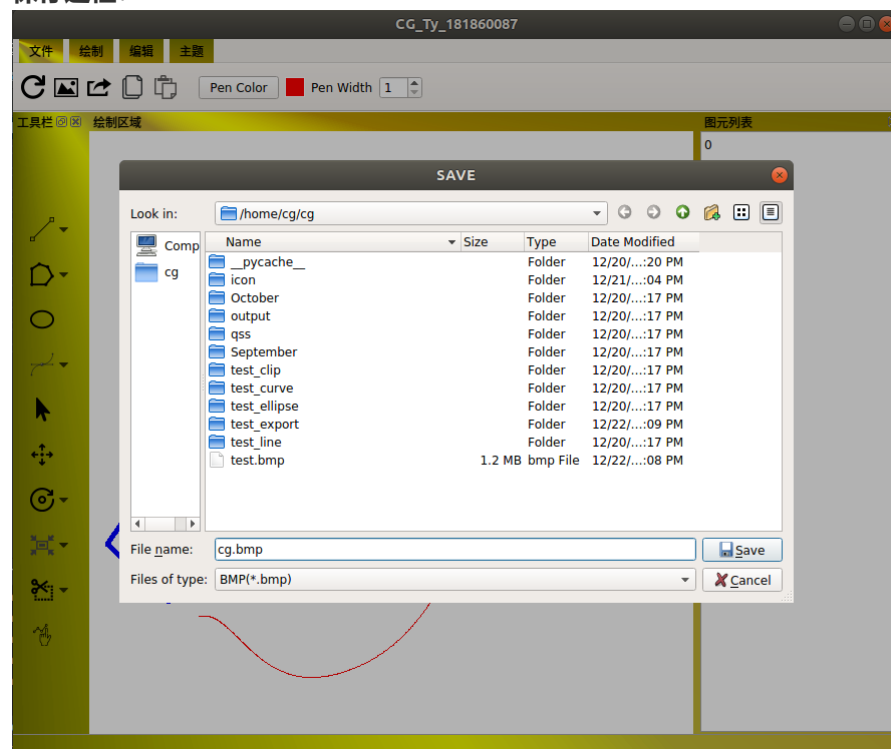 CG_Ty_181860087
文件 绘制 编辑 主题
Pen Color Pen Width 1
工具栏 绘制区域 图元列表
0
SAVE
Look in: /home/cg/cg
Comp
cg
Name Size Type Date Modified
__pycache__ Folder 12/20/...:20 PM
icon Folder 12/21/...:04 PM
October Folder 12/20/...:17 PM
output Folder 12/20/...:17 PM
qss Folder 12/20/...:17 PM
September Folder 12/20/...:17 PM
test_clip Folder 12/20/...:17 PM
test_curve Folder 12/20/...:17 PM
test_ellipse Folder 12/20/...:17 PM
test_export Folder 12/22/...:09 PM
test_line Folder 12/20/...:17 PM
test.bmp 1.2 MB bmp File 12/22/...:08 PM
File name: cg.bmp Save
Files of type: BMP(*.bmp) Cancel